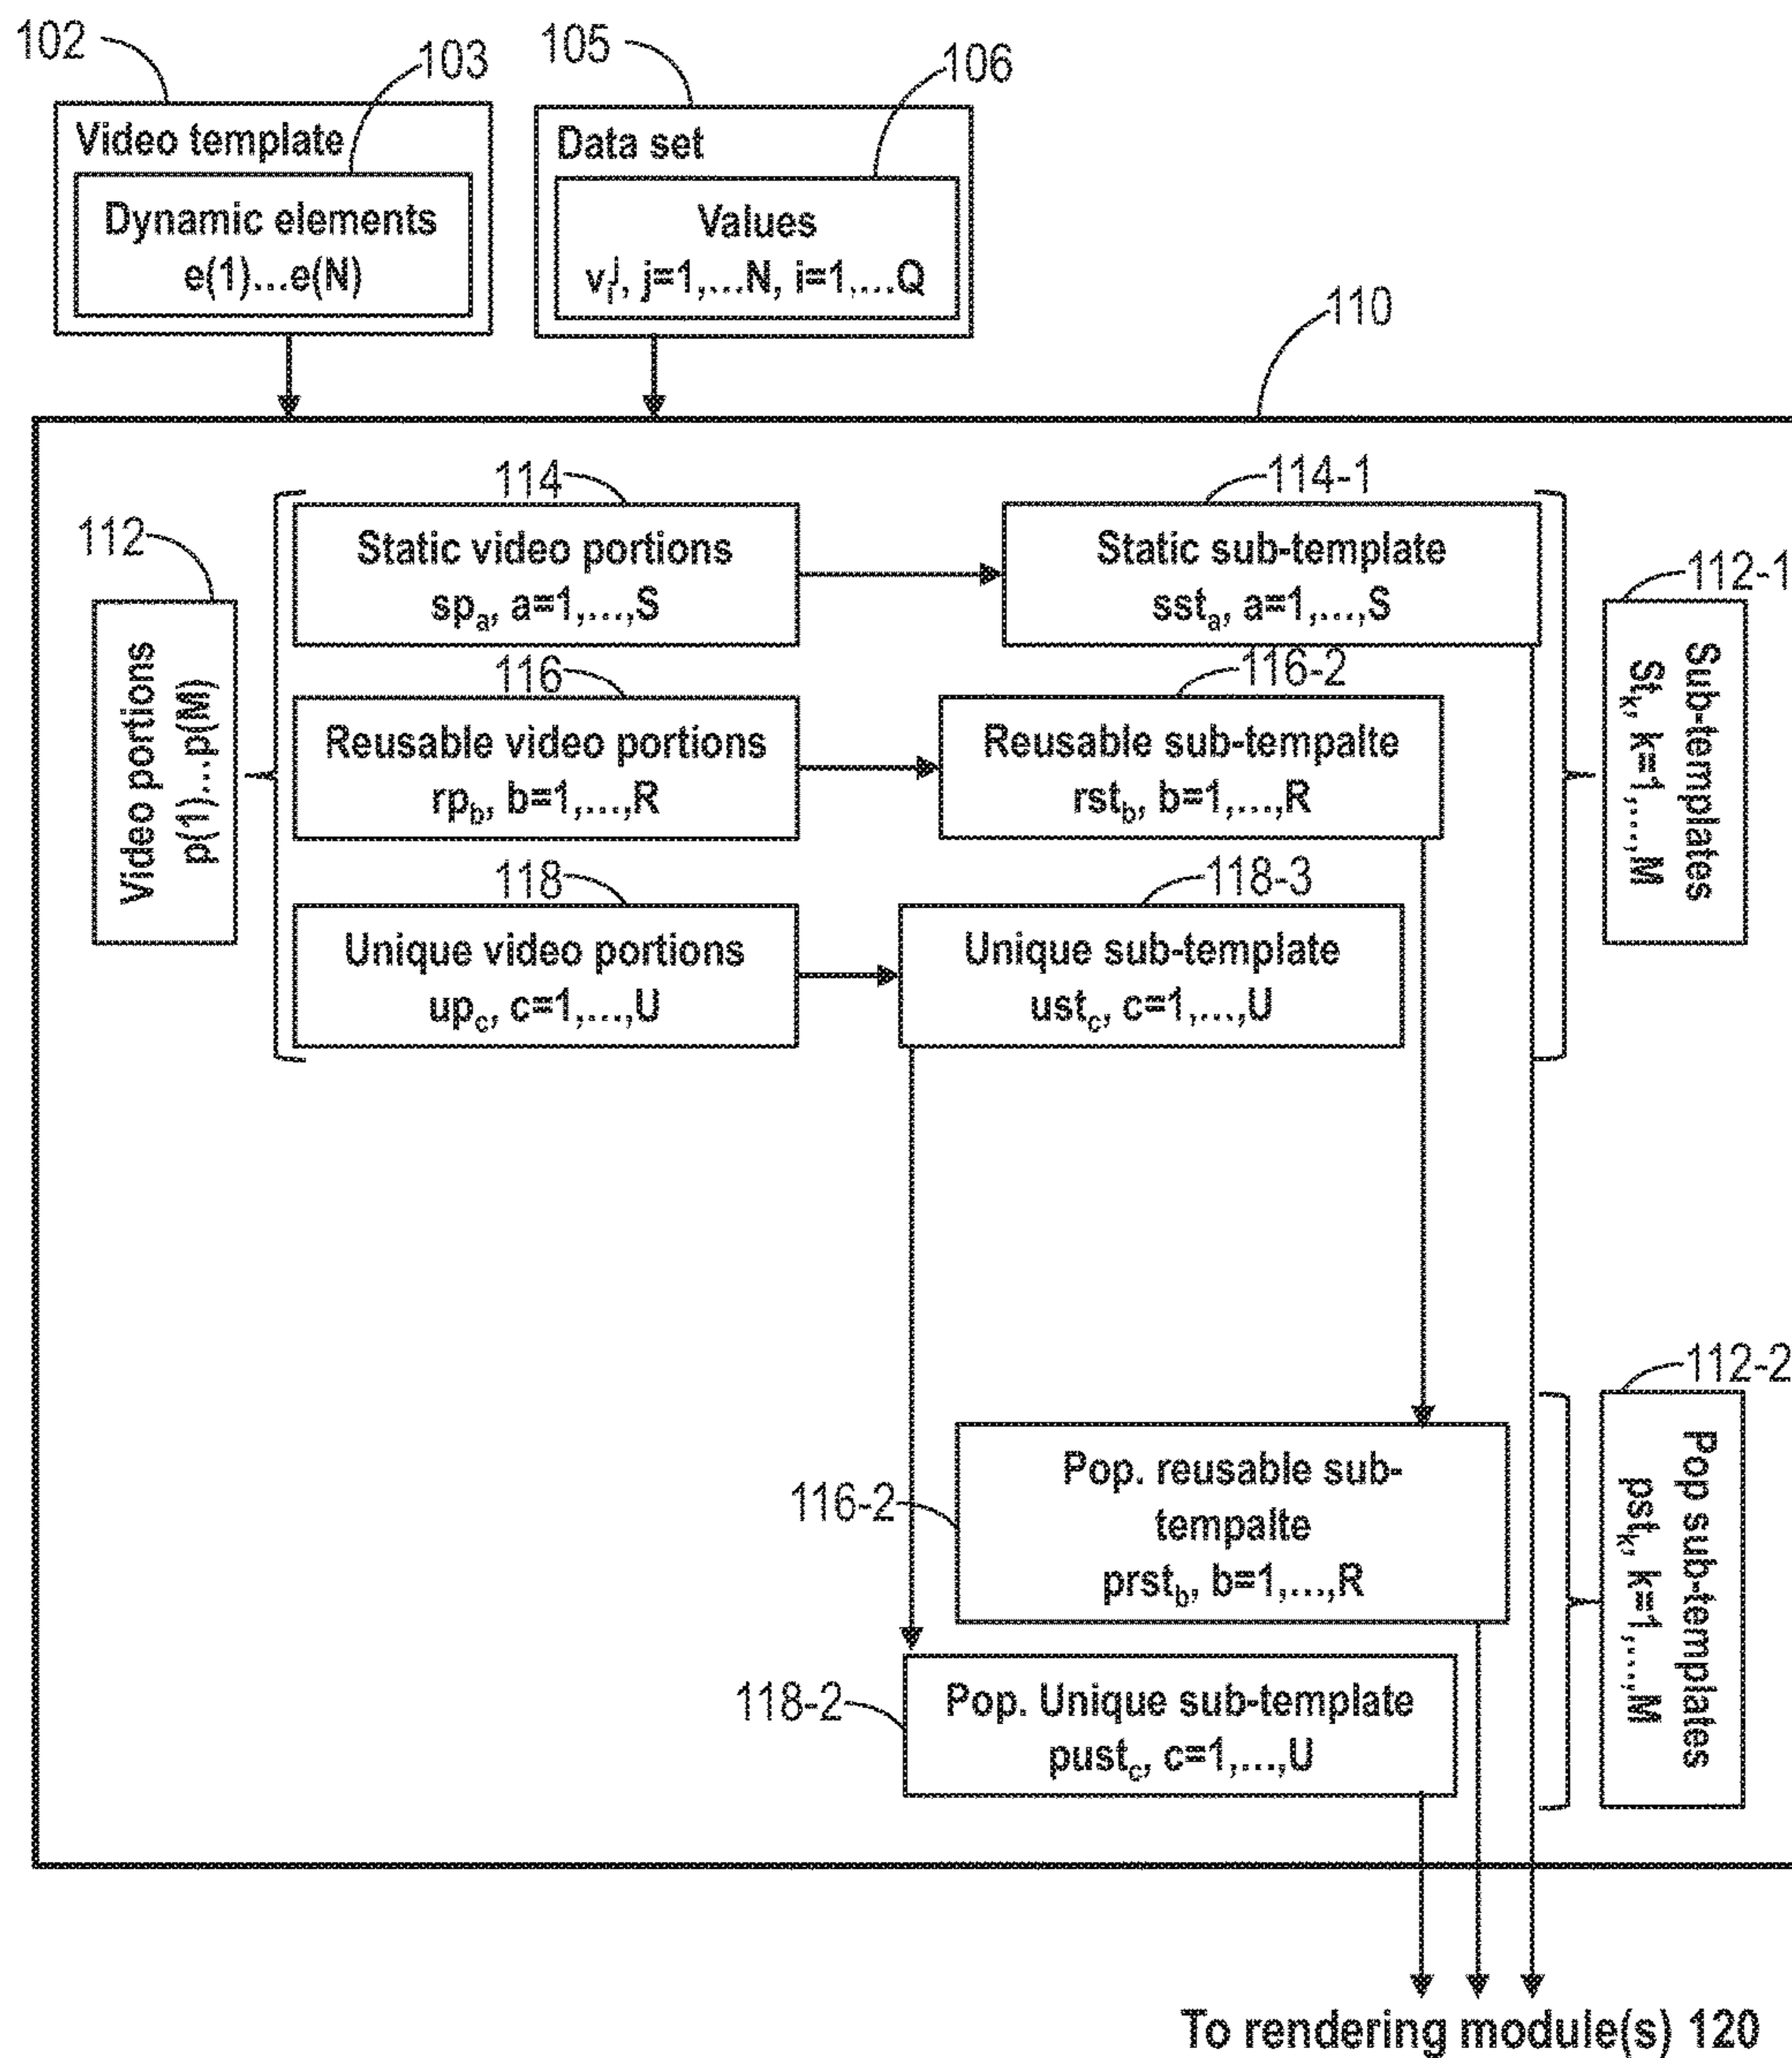 102
103
105
106
Video template
Dynamic elements
e(1)...e(N)
Data set
Values
v_i^j, j=1,...N, i=1,...Q
110
112
Video portions
p(1)...p(M)
114
Static video portions
sp_a, a=1,...,S
114-1
Static sub-template
sst_a, a=1,...,S
116
Reusable video portions
rp_b, b=1,...,R
116-2
Reusable sub-tempalte
rst_b, b=1,...,R
118
Unique video portions
up_c, c=1,...,U
118-3
Unique sub-template
ust_c, c=1,...,U
112-1
Sub-templates
St_k, k=1,...,M
112-2
Pop sub-templates
pst_k, k=1,...,M
116-2
Pop. reusable sub-
tempalte
prst_b, b=1,...,R
118-2
Pop. Unique sub-template
pust_c, c=1,...,U
To rendering module(s) 120